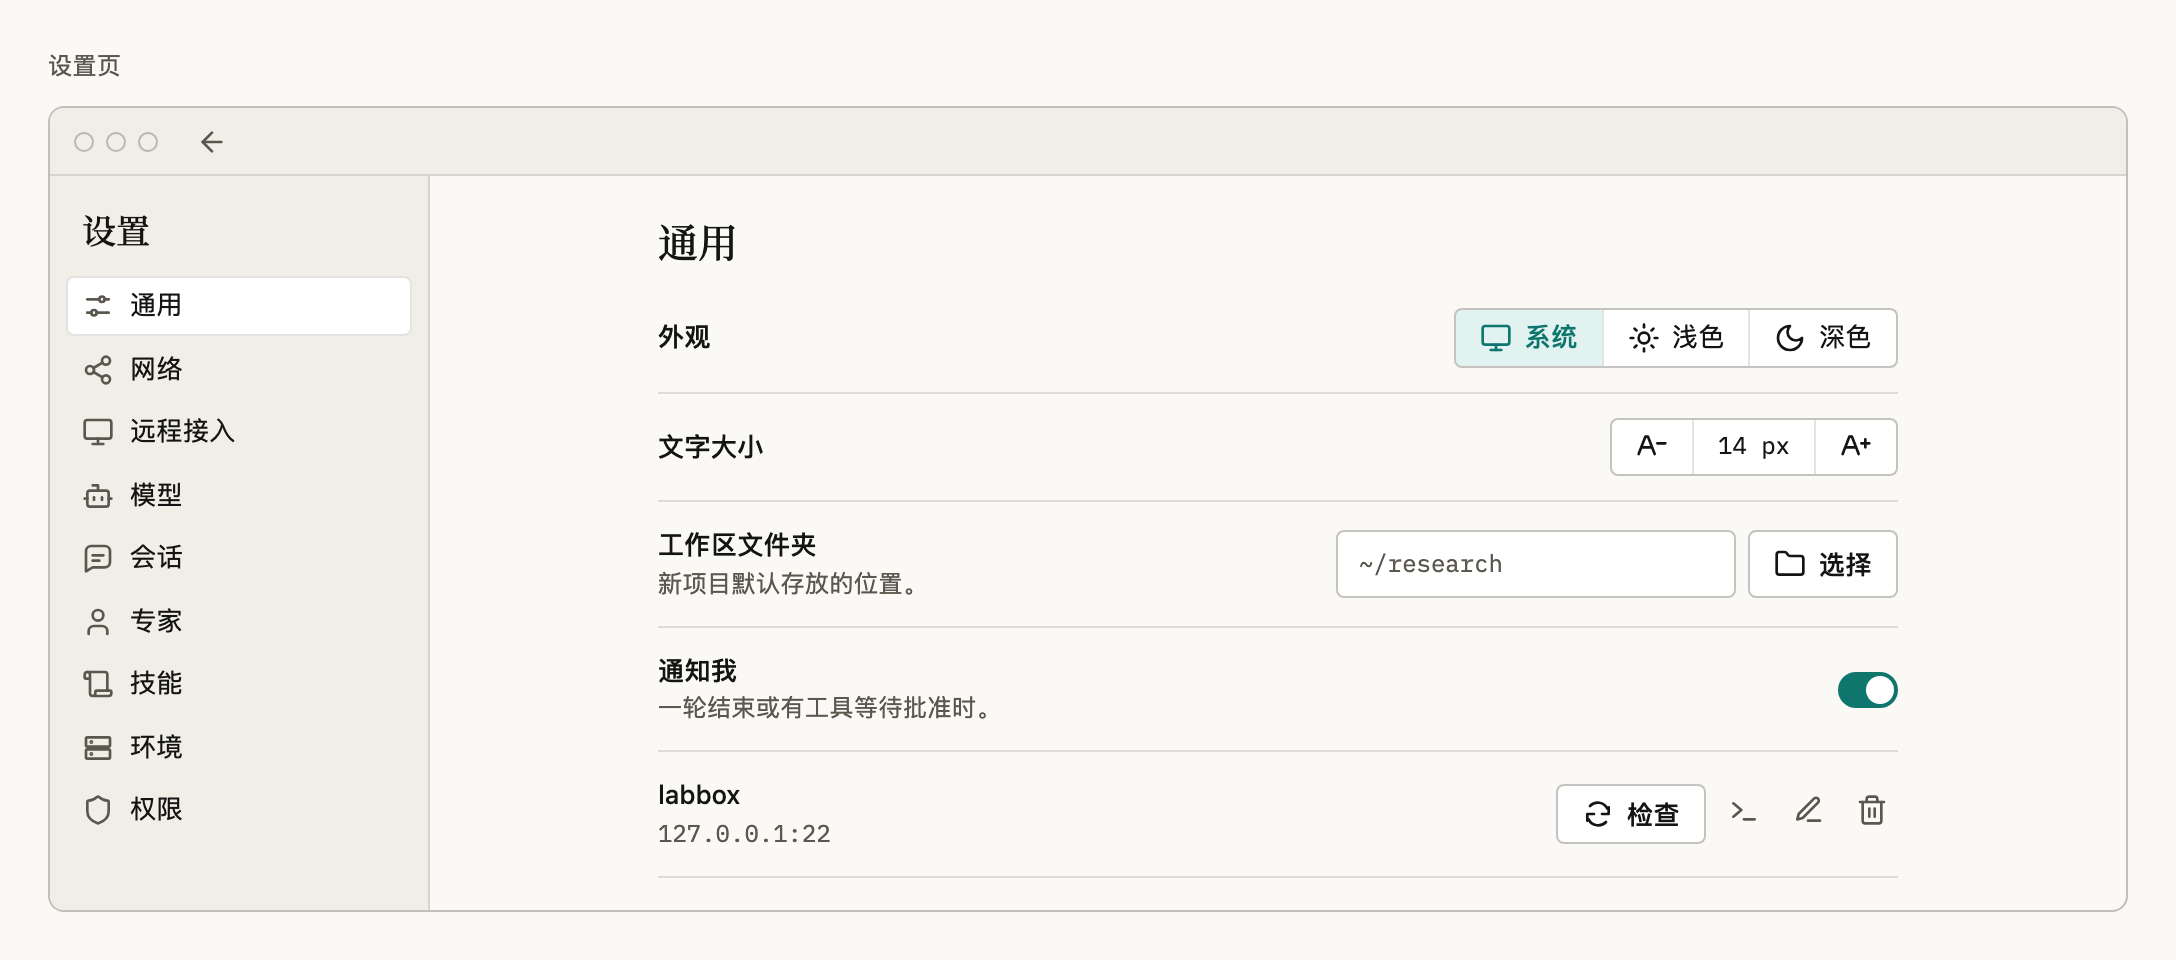 设置页
设置
通用
网络
远程接入
模型
会话
专家
技能
环境
权限
通用
外观
系统 浅色 深色
文字大小
A- 14 px A+
工作区文件夹
新项目默认存放的位置。
~/research 选择
通知我
一轮结束或有工具等待批准时。
labbox
127.0.0.1:22
检查